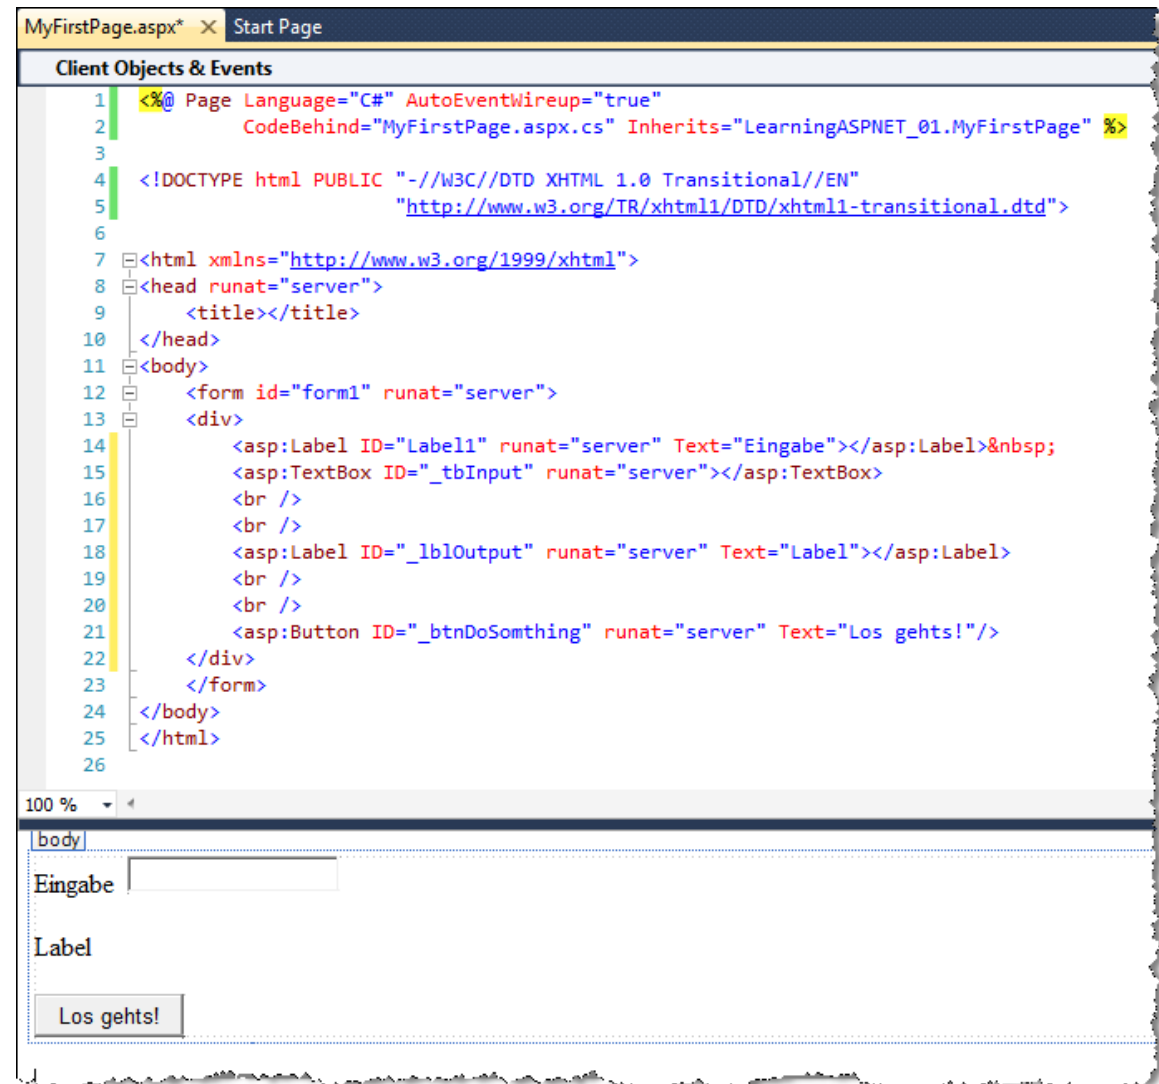 MyFirstPage.aspx* × Start Page
Client Objects & Events
1 <%@ Page Language="C#" AutoEventWireup="true"
2 CodeBehind="MyFirstPage.aspx.cs" Inherits="LearningASPNET_01.MyFirstPage" %>
3
4 <!DOCTYPE html PUBLIC "-//W3C//DTD XHTML 1.0 Transitional//EN"
5 "http://www.w3.org/TR/xhtml1/DTD/xhtml1-transitional.dtd">
6
7 <html xmlns="http://www.w3.org/1999/xhtml">
8 <head runat="server">
9 <title></title>
10 </head>
11 <body>
12 <form id="form1" runat="server">
13 <div>
14 <asp:Label ID="Label1" runat="server" Text="Eingabe"></asp:Label>&nbsp;
15 <asp:TextBox ID="_tbInput" runat="server"></asp:TextBox>
16 <br />
17 <br />
18 <asp:Label ID="_lblOutput" runat="server" Text="Label"></asp:Label>
19 <br />
20 <br />
21 <asp:Button ID="_btnDoSomthing" runat="server" Text="Los gehts!"/>
22 </div>
23 </form>
24 </body>
25 </html>
26
100 %
body
Eingabe
Label
Los gehts!